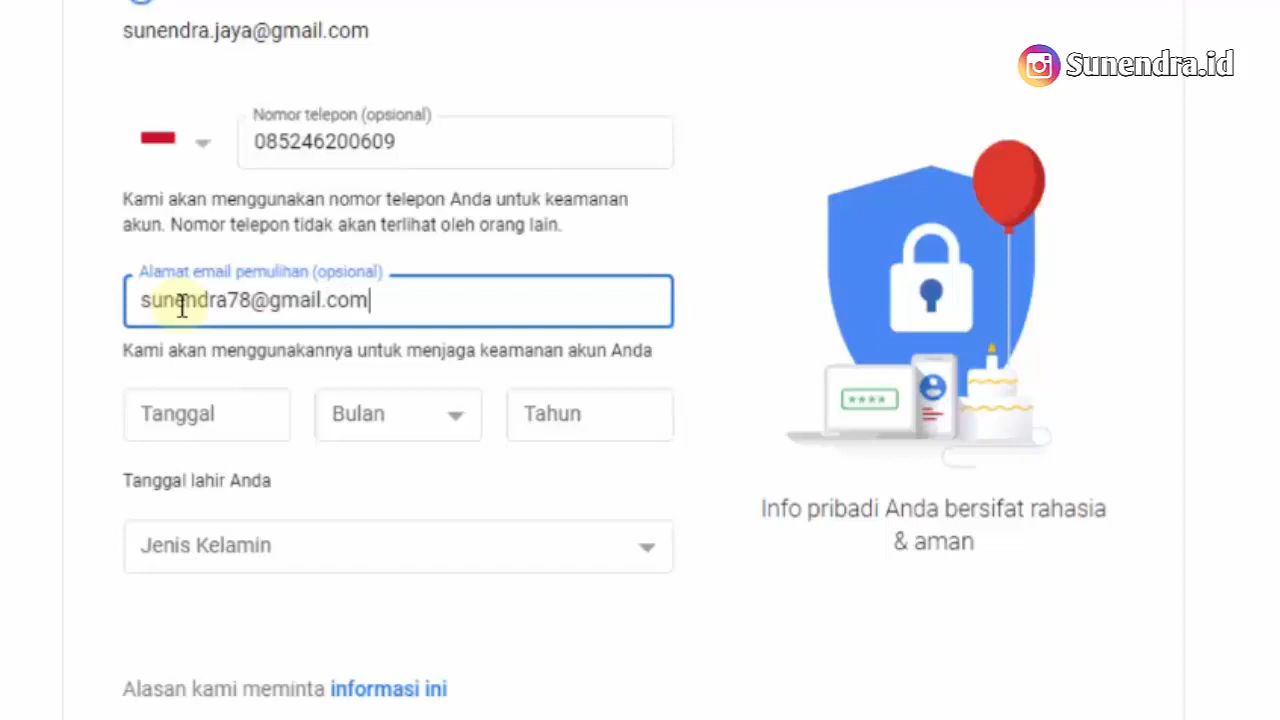 sunendra.jaya@gmail.com
Sunendra.id
Nomor telepon (opsional)
085246200609
Kami akan menggunakan nomor telepon Anda untuk keamanan
akun. Nomor telepon tidak akan terlihat oleh orang lain.
Alamat email pemulihan (opsional)
sunendra78@gmail.com
Kami akan menggunakannya untuk menjaga keamanan akun Anda
Tanggal
Bulan
Tahun
Tanggal lahir Anda
Jenis Kelamin
****
Info pribadi Anda bersifat rahasia
& aman
Alasan kami meminta informasi ini